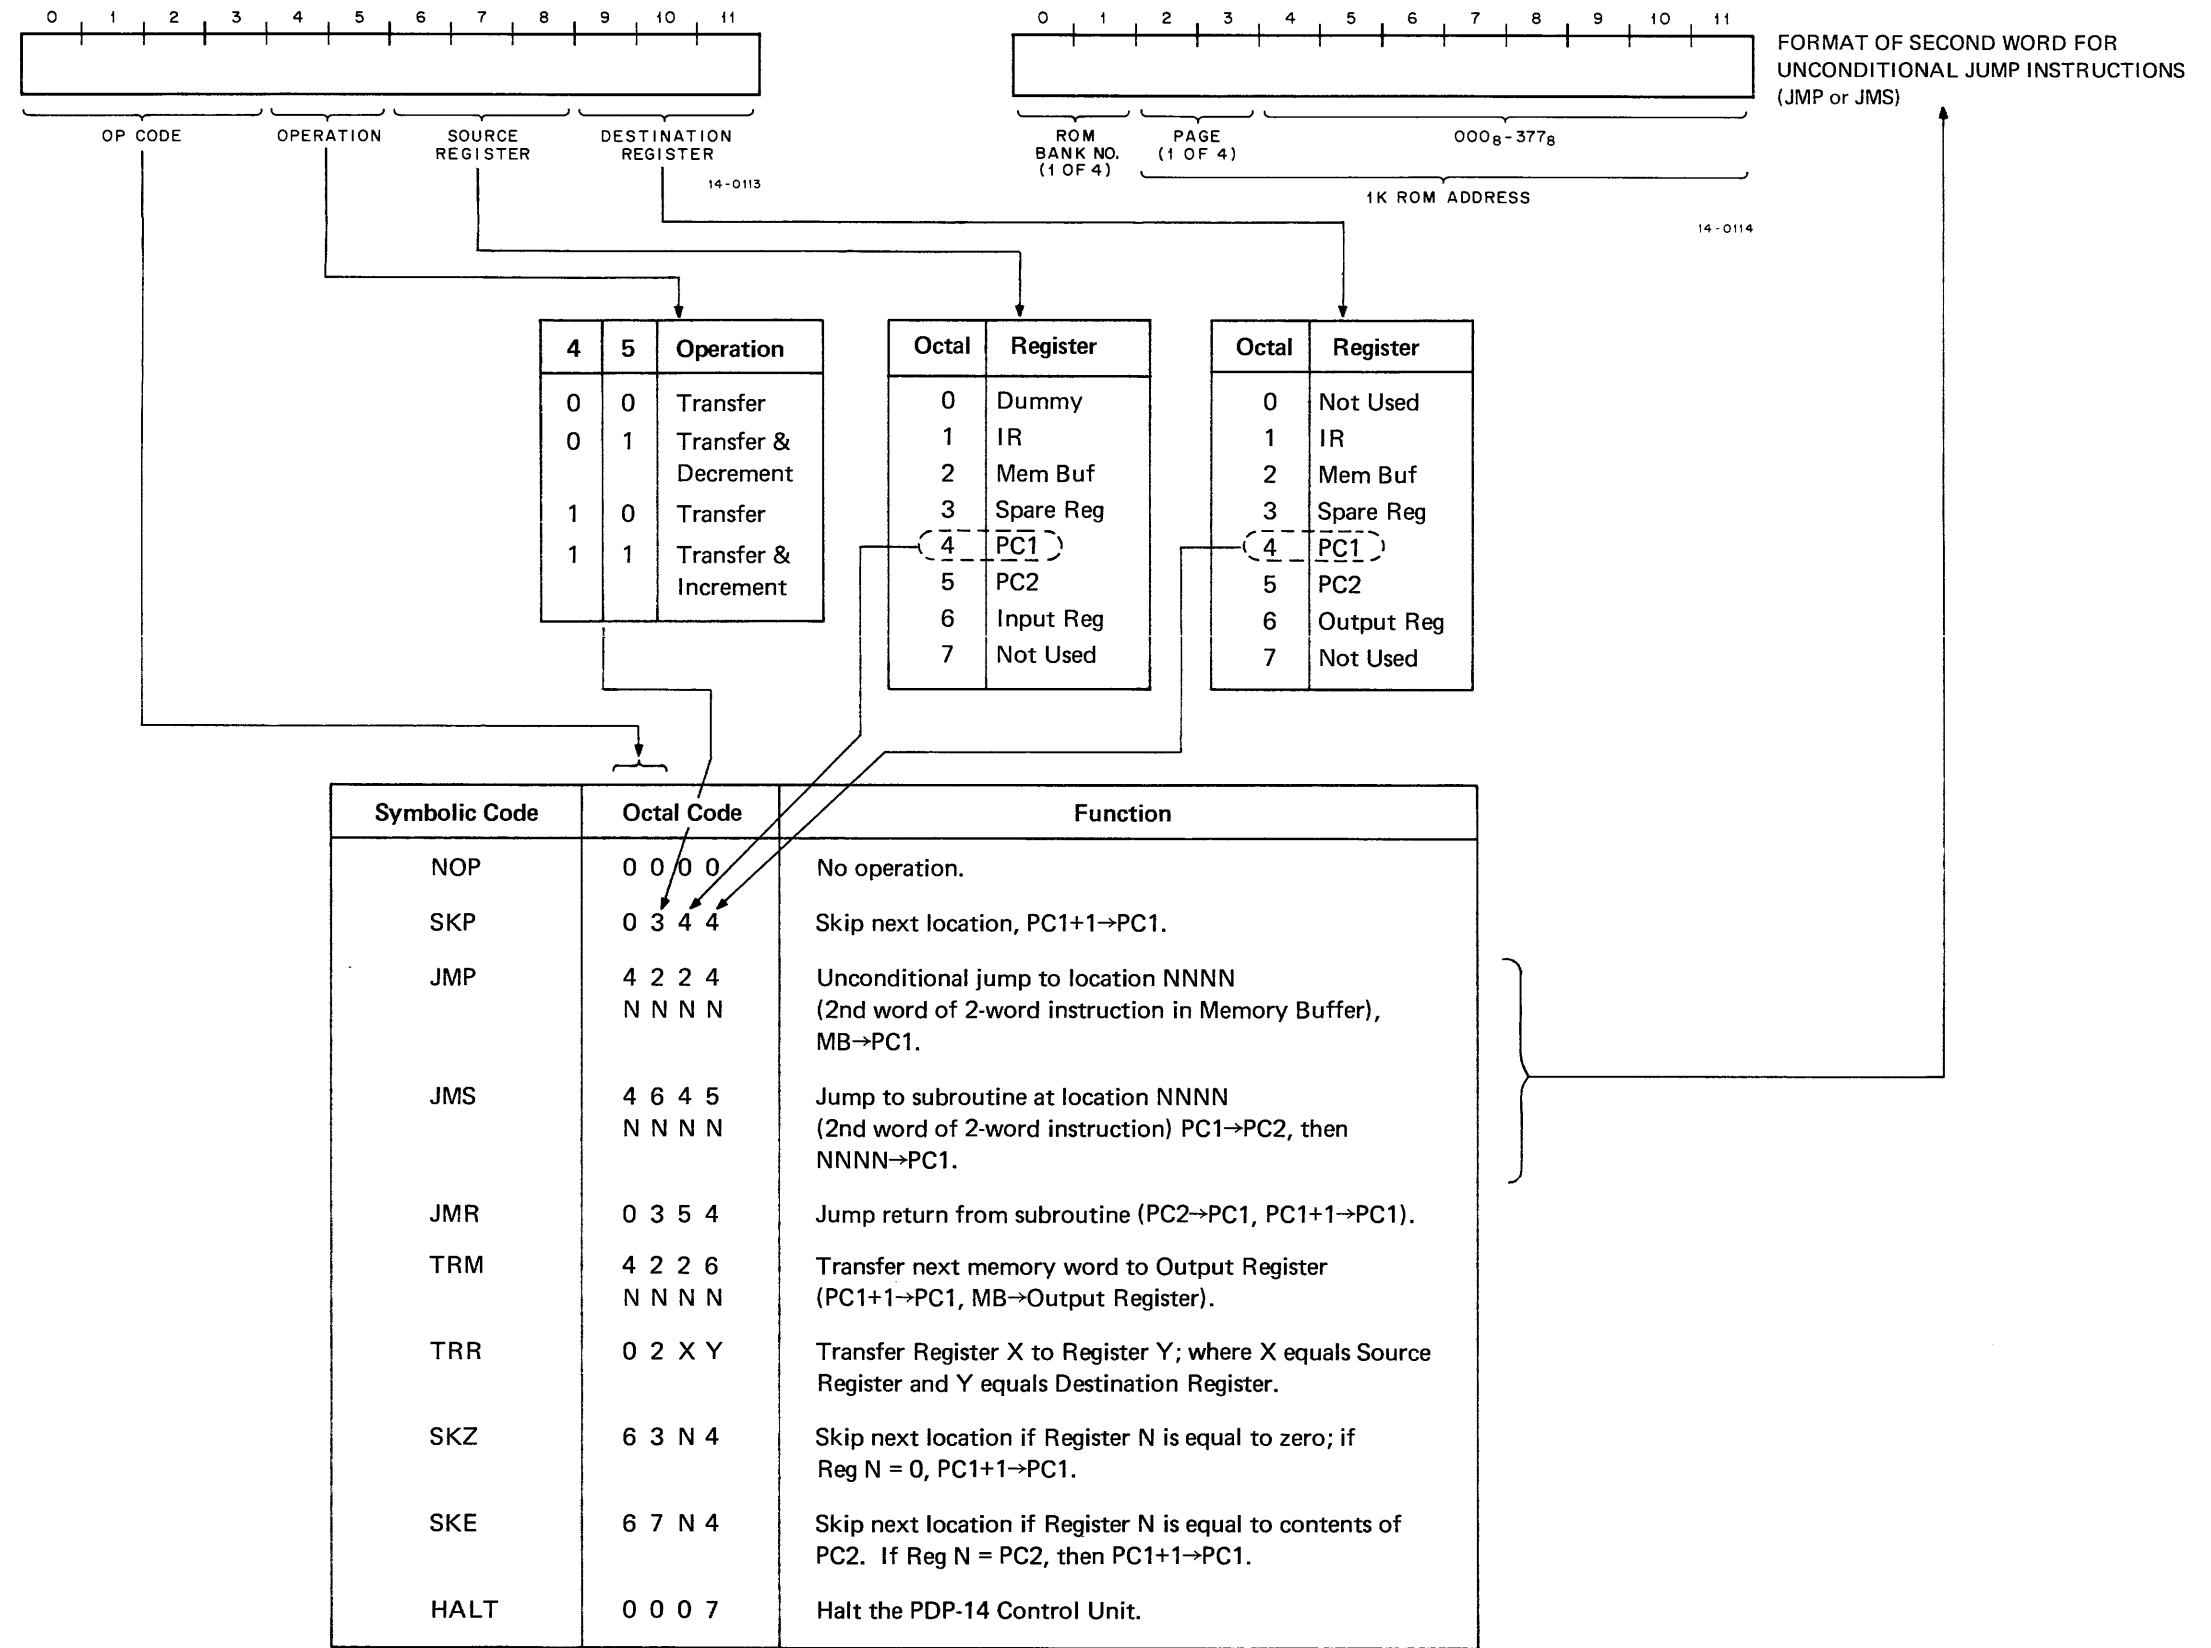 0 1 2 3 4 5 6 7 8 9 10 11
OP CODE
OPERATION
SOURCE
REGISTER
DESTINATION
REGISTER
14-0113
0 1 2 3 4 5 6 7 8 9 10 11
FORMAT OF SECOND WORD FOR
UNCONDITIONAL JUMP INSTRUCTIONS
(JMP or JMS)
ROM
BANK NO.
(1 OF 4)
PAGE
(1 OF 4)
000₈-377₈
1K ROM ADDRESS
14-0114
4 5 Operation
0 0 Transfer
0 1 Transfer &
Decrement
1 0 Transfer
1 1 Transfer &
Increment
Octal Register
0 Dummy
1 IR
2 Mem Buf
3 Spare Reg
4 PC1
5 PC2
6 Input Reg
7 Not Used
Octal Register
0 Not Used
1 IR
2 Mem Buf
3 Spare Reg
4 PC1
5 PC2
6 Output Reg
7 Not Used
Symbolic Code Octal Code Function
NOP 0 0 0 0 No operation.
SKP 0 3 4 4 Skip next location, PC1+1→PC1.
JMP 4 2 2 4 Unconditional jump to location NNNN
N N N N (2nd word of 2-word instruction in Memory Buffer),
MB→PC1.
JMS 4 6 4 5 Jump to subroutine at location NNNN
N N N N (2nd word of 2-word instruction) PC1→PC2, then
NNNN→PC1.
JMR 0 3 5 4 Jump return from subroutine (PC2→PC1, PC1+1→PC1).
TRM 4 2 2 6 Transfer next memory word to Output Register
N N N N (PC1+1→PC1, MB→Output Register).
TRR 0 2 X Y Transfer Register X to Register Y; where X equals Source
Register and Y equals Destination Register.
SKZ 6 3 N 4 Skip next location if Register N is equal to zero; if
Reg N = 0, PC1+1→PC1.
SKE 6 7 N 4 Skip next location if Register N is equal to contents of
PC2. If Reg N = PC2, then PC1+1→PC1.
HALT 0 0 0 7 Halt the PDP-14 Control Unit.